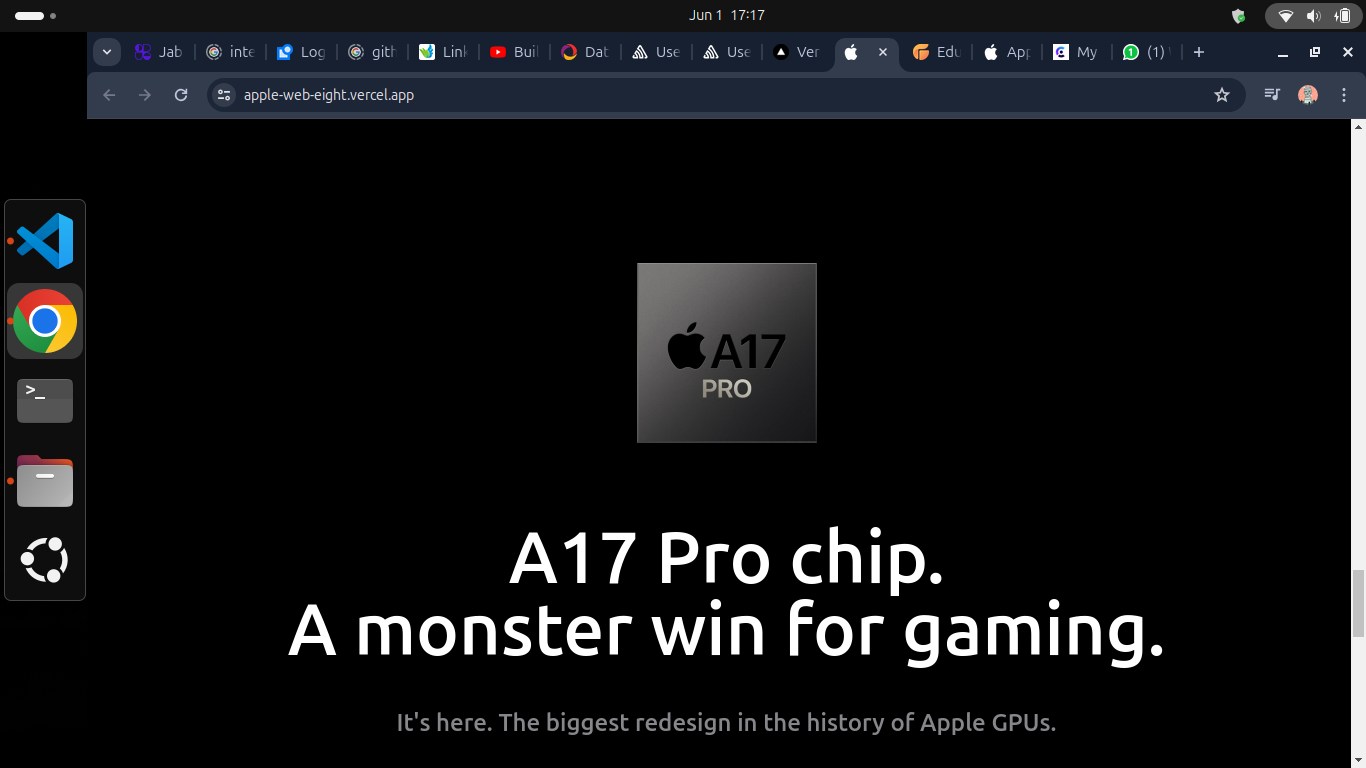 Jun 1 17:17
Jab
inte
Log
gith
Link
Buil
Dat
Use
Use
Ver
Edu
App
My
(1)
apple-web-eight.vercel.app
>_
A17
PRO
A17 Pro chip.
A monster win for gaming.
It's here. The biggest redesign in the history of Apple GPUs.